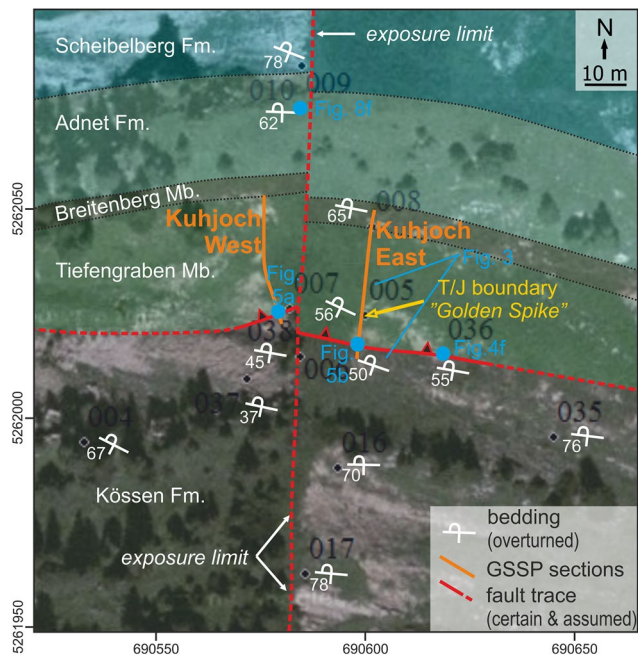 Scheibelberg Fm.
78
exposure limit
N
10 m
010
009
Fig. 8f
Adnet Fm.
62
5262050
Breitenberg Mb.
65
008
Kuhjoch
West
Kuhjoch
East
Tiefengraben Mb.
Fig
5a
007
56
005
Fig. 3
T/J boundary
"Golden Spike"
038
036
Fig.4f
45
Fig
5b
50
55
5262000
037
37
004
67
016
70
035
76
Kössen Fm.
exposure limit
017
78
bedding
(overturned)
GSSP sections
fault trace
(certain & assumed)
5261950
690550
690600
690650